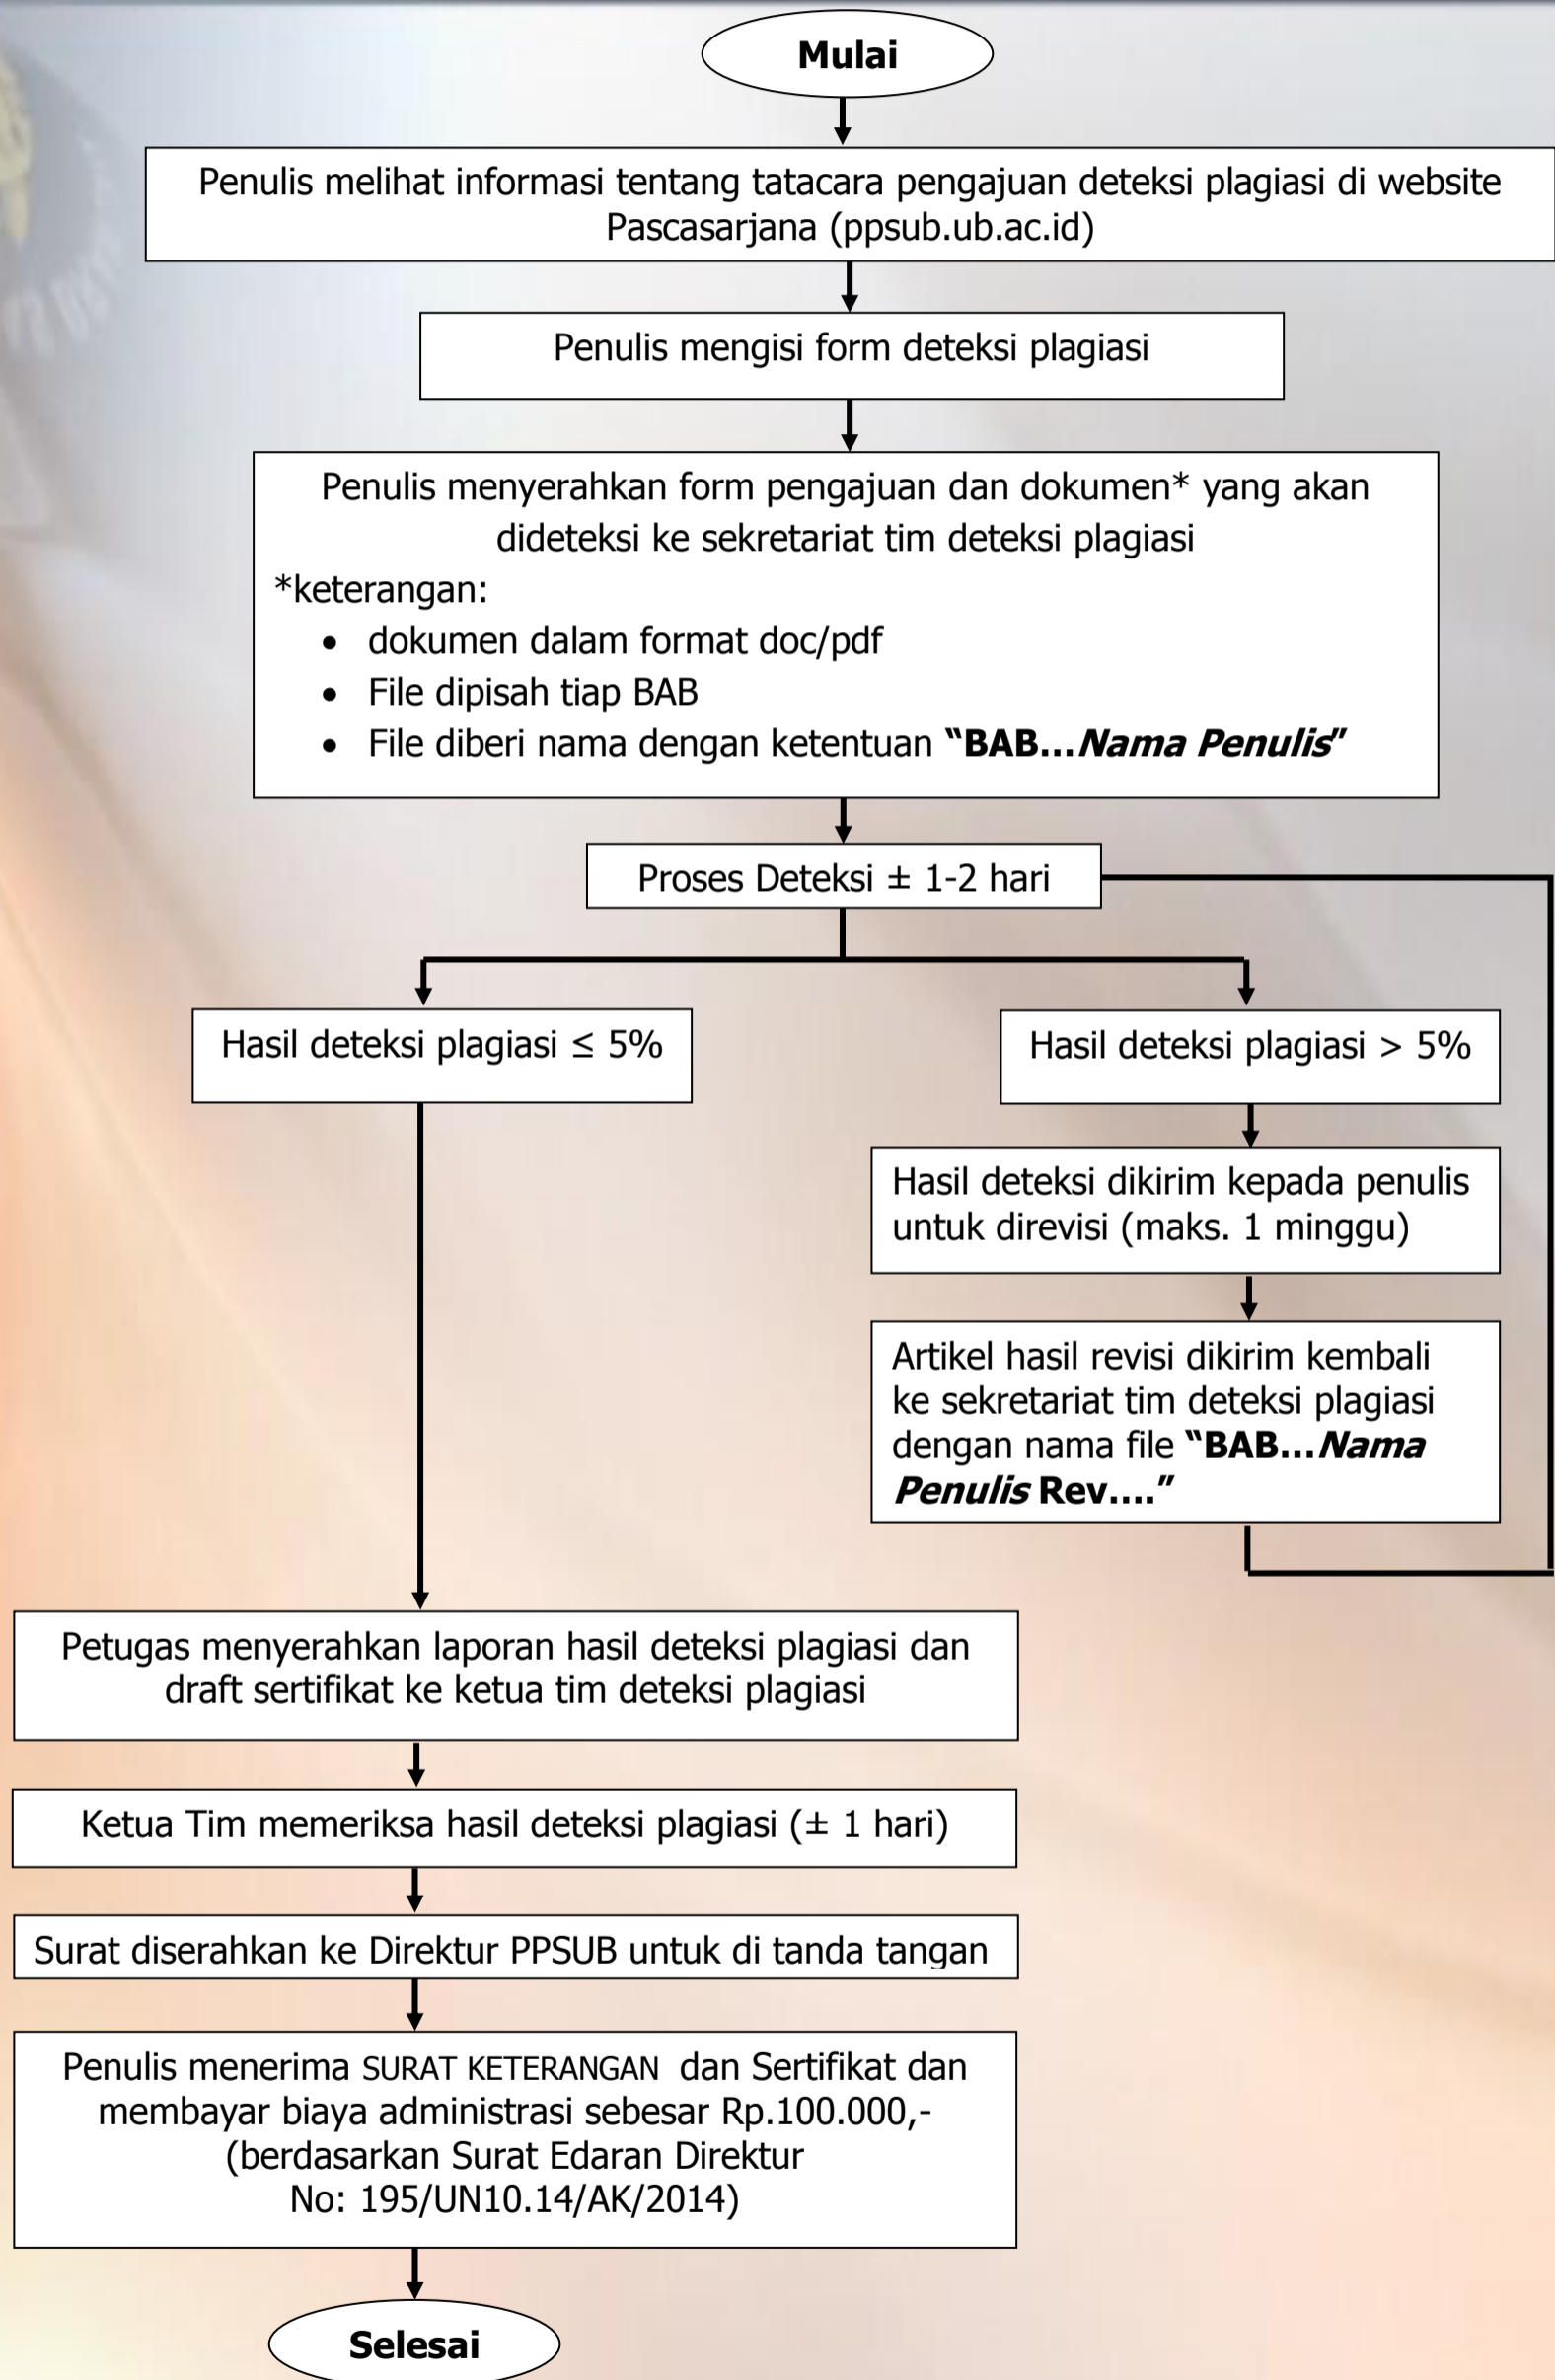 Mulai
Penulis melihat informasi tentang tatacara pengajuan deteksi plagiasi di website
Pascasarjana (ppsub.ub.ac.id)
Penulis mengisi form deteksi plagiasi
Penulis menyerahkan form pengajuan dan dokumen* yang akan
dideteksi ke sekretariat tim deteksi plagiasi
*keterangan:
• dokumen dalam format doc/pdf
• File dipisah tiap BAB
• File diberi nama dengan ketentuan “BAB...Nama Penulis”
Proses Deteksi ± 1-2 hari
Hasil deteksi plagiasi ≤ 5%
Hasil deteksi plagiasi > 5%
Hasil deteksi dikirim kepada penulis
untuk direvisi (maks. 1 minggu)
Artikel hasil revisi dikirim kembali
ke sekretariat tim deteksi plagiasi
dengan nama file “BAB...Nama
Penulis Rev....”
Petugas menyerahkan laporan hasil deteksi plagiasi dan
draft sertifikat ke ketua tim deteksi plagiasi
Ketua Tim memeriksa hasil deteksi plagiasi (± 1 hari)
Surat diserahkan ke Direktur PPSUB untuk di tanda tangan
Penulis menerima SURAT KETERANGAN dan Sertifikat dan
membayar biaya administrasi sebesar Rp.100.000,-
(berdasarkan Surat Edaran Direktur
No: 195/UN10.14/AK/2014)
Selesai